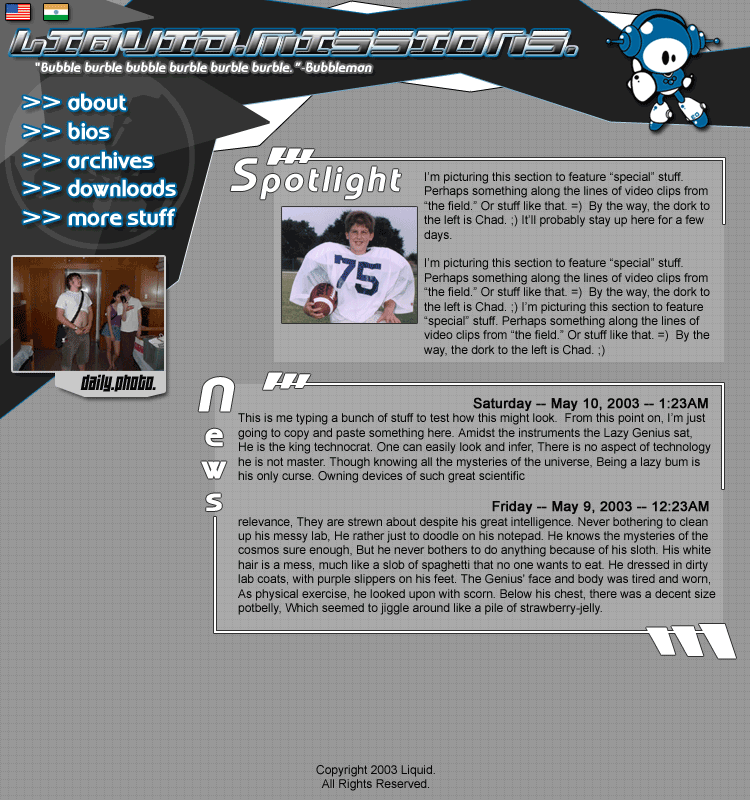 LIQUID.MISSIONS.
"Bubble burble bubble burble burble burble."-Bubbleman
>> about
>> bios
>> archives
>> downloads
>> more stuff
daily.photo.
Spotlight
I'm picturing this section to feature “special” stuff.
Perhaps something along the lines of video clips from
“the field.” Or stuff like that. =)  By the way, the dork to
the left is Chad. ;) It'll probably stay up here for a few
days.
I'm picturing this section to feature “special” stuff.
Perhaps something along the lines of video clips from
“the field.” Or stuff like that. =)  By the way, the dork to
the left is Chad. ;) I'm picturing this section to feature
“special” stuff. Perhaps something along the lines of
video clips from “the field.” Or stuff like that. =)  By the
way, the dork to the left is Chad. ;)
75
news
Saturday -- May 10, 2003 -- 1:23AM
This is me typing a bunch of stuff to test how this might look.  From this point on, I'm just
going to copy and paste something here. Amidst the instruments the Lazy Genius sat,
He is the king technocrat. One can easily look and infer, There is no aspect of technology
he is not master. Though knowing all the mysteries of the universe, Being a lazy bum is
his only curse. Owning devices of such great scientific
Friday -- May 9, 2003 -- 12:23AM
relevance, They are strewn about despite his great intelligence. Never bothering to clean
up his messy lab, He rather just to doodle on his notepad. He knows the mysteries of the
cosmos sure enough, But he never bothers to do anything because of his sloth. His white
hair is a mess, much like a slob of spaghetti that no one wants to eat. He dressed in dirty
lab coats, with purple slippers on his feet. The Genius' face and body was tired and worn,
As physical exercise, he looked upon with scorn. Below his chest, there was a decent size
potbelly, Which seemed to jiggle around like a pile of strawberry-jelly.
Copyright 2003 Liquid.
All Rights Reserved.